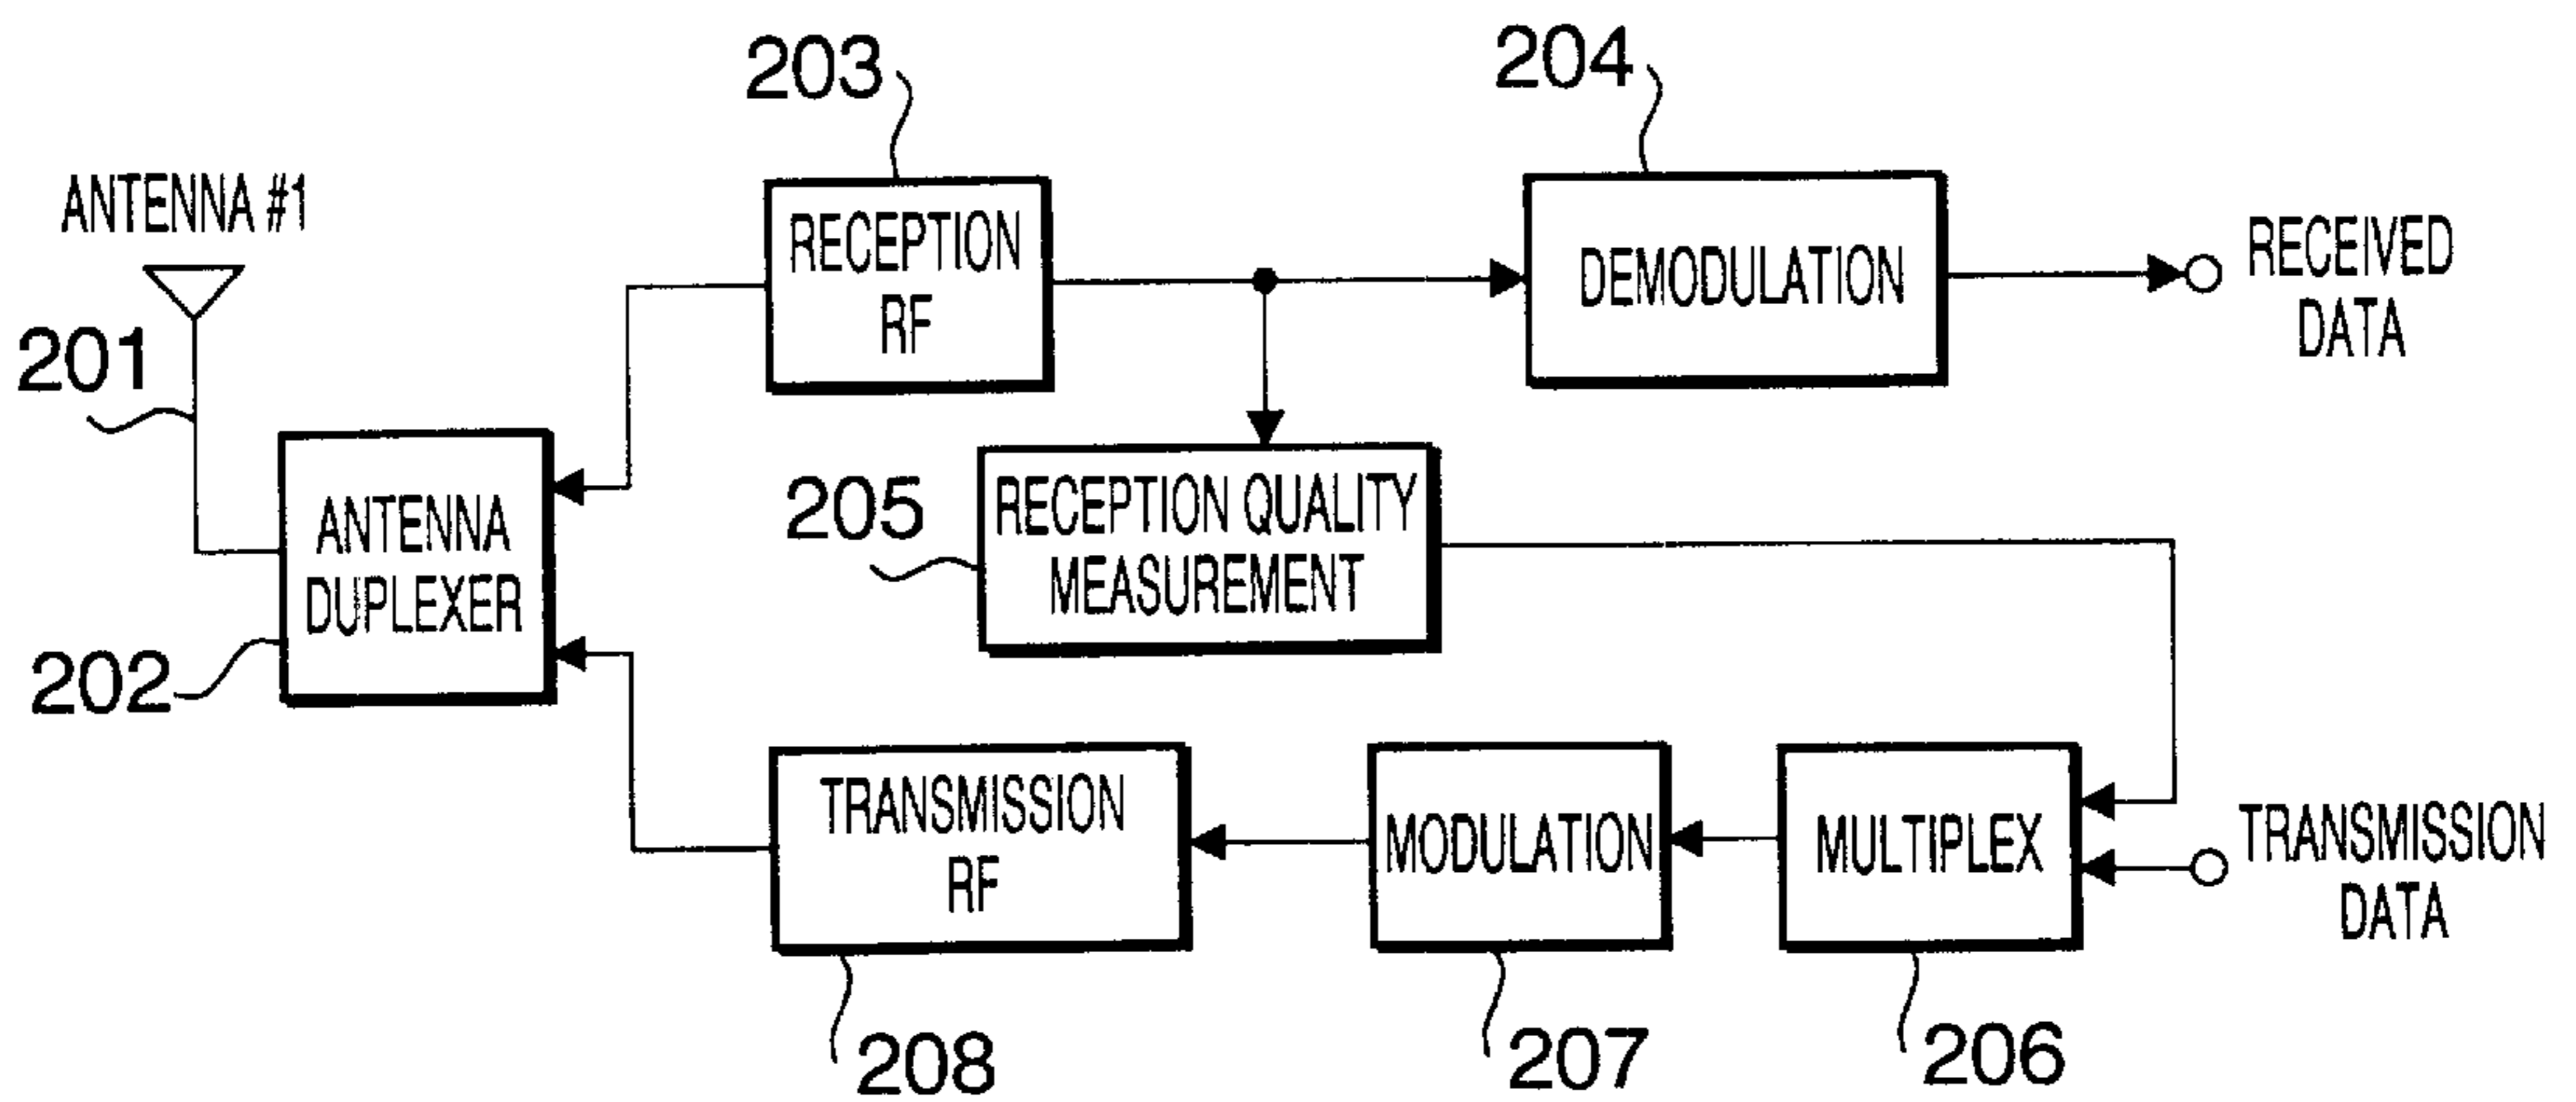 203
204
ANTENNA #1
RECEPTION
RF
DEMODULATION
RECEIVED
DATA
201
205
RECEPTION QUALITY
MEASUREMENT
ANTENNA
DUPLEXER
202
TRANSMISSION
RF
MODULATION
MULTIPLEX
TRANSMISSION
DATA
208
207
206